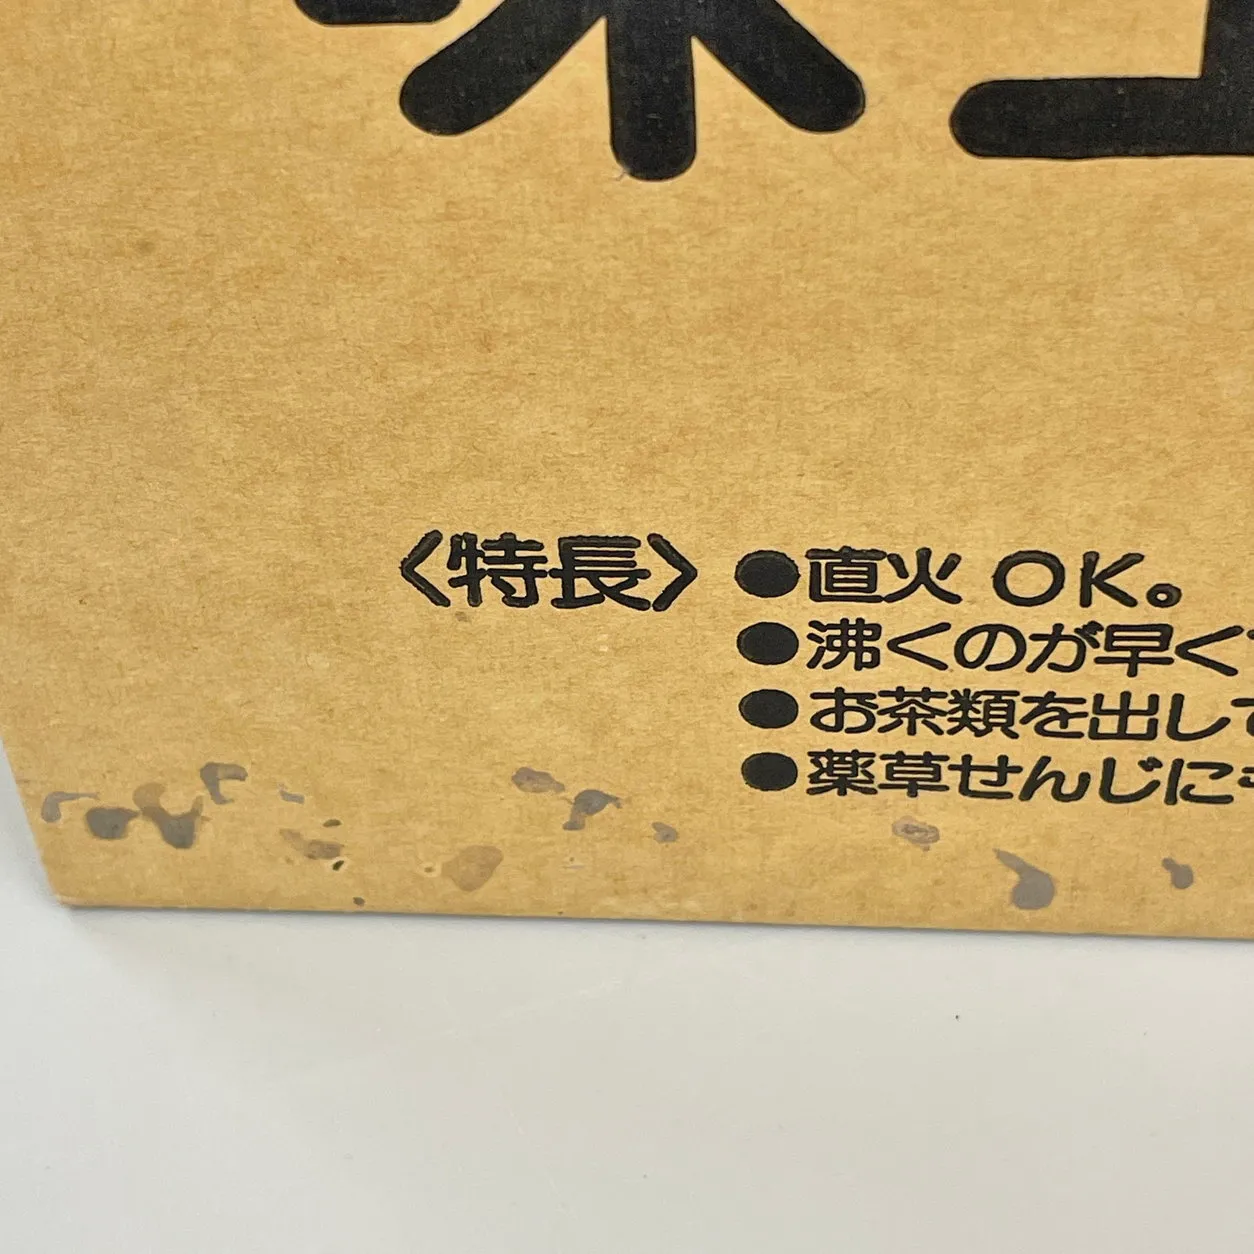 〈特長〉 ●直火 OK。
●沸くのが早く
●お茶類を出して
●薬草せんじに